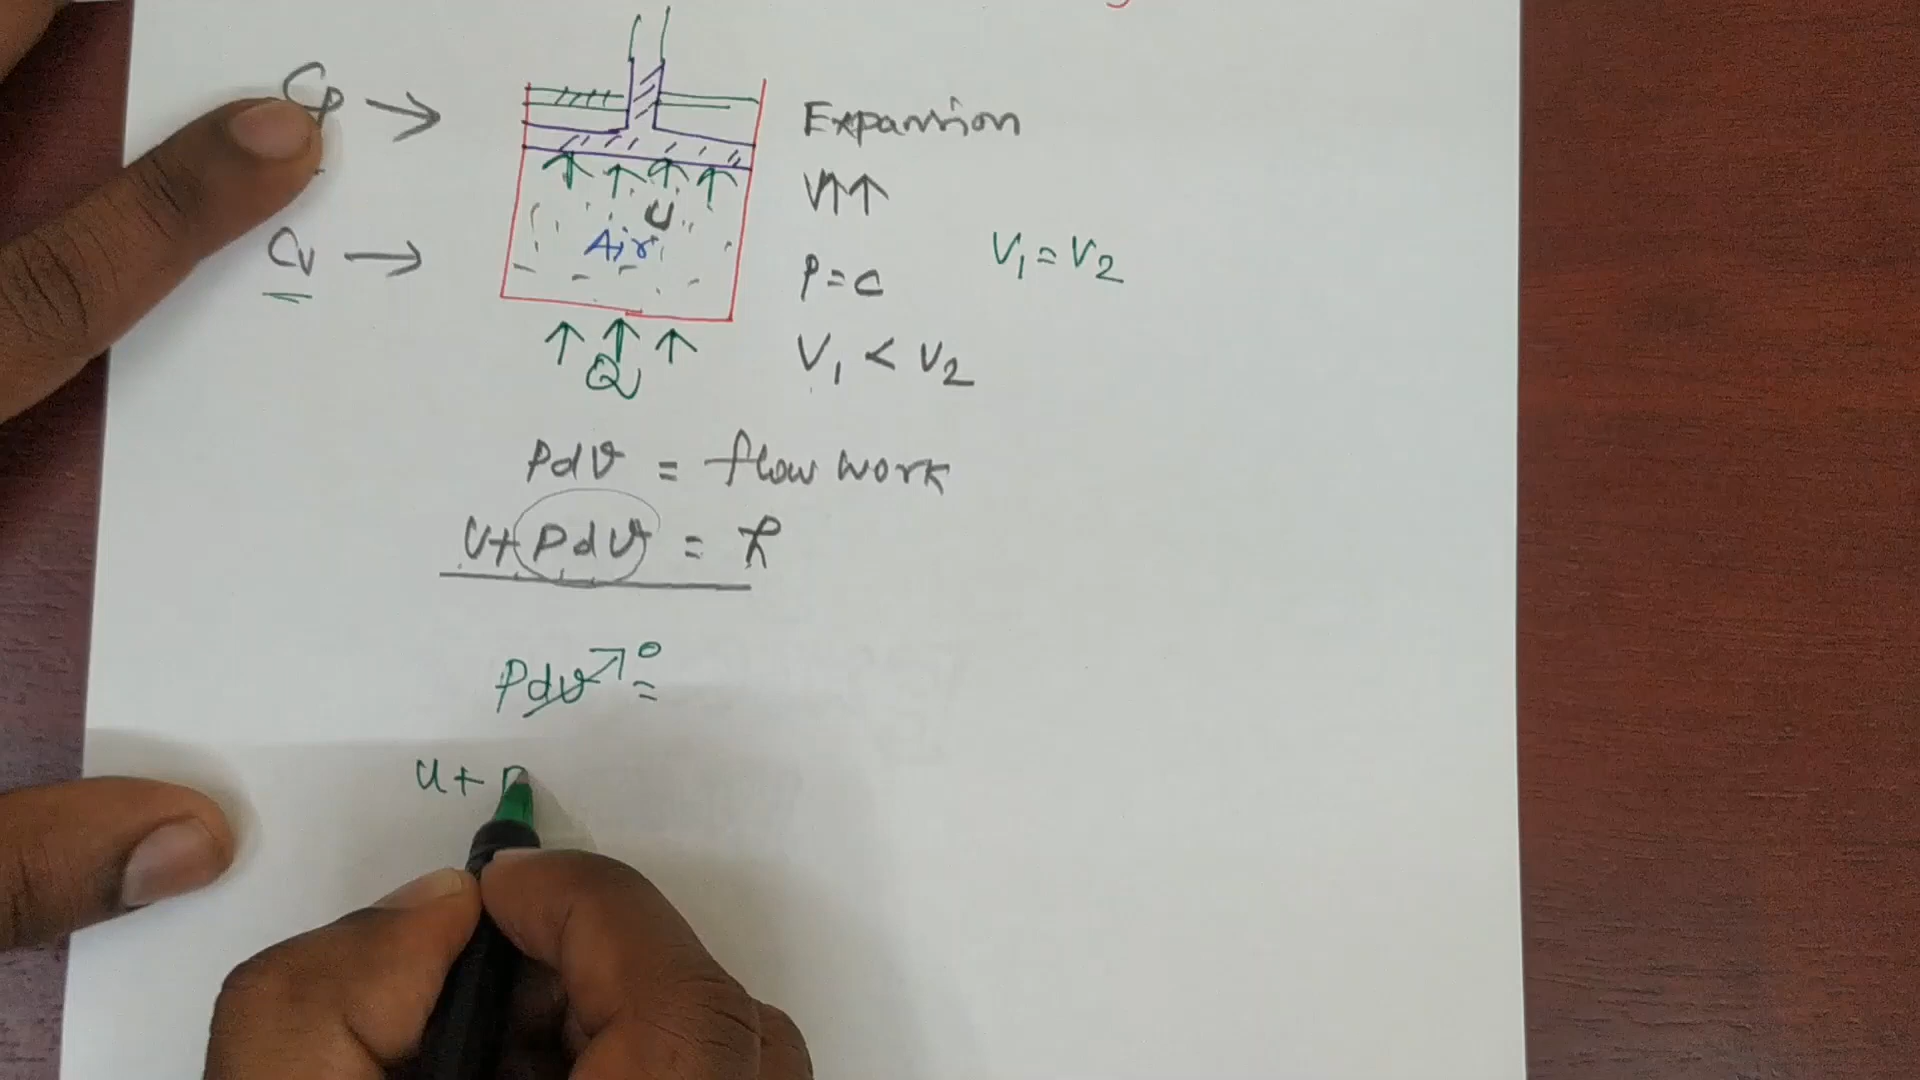 Cp → Expansion
V↑↑
Cv → Air U V1 = V2
P = C
Q V1 < V2
Pdv = flow work
U + Pdv = h
Pdv↗0 =
U + P